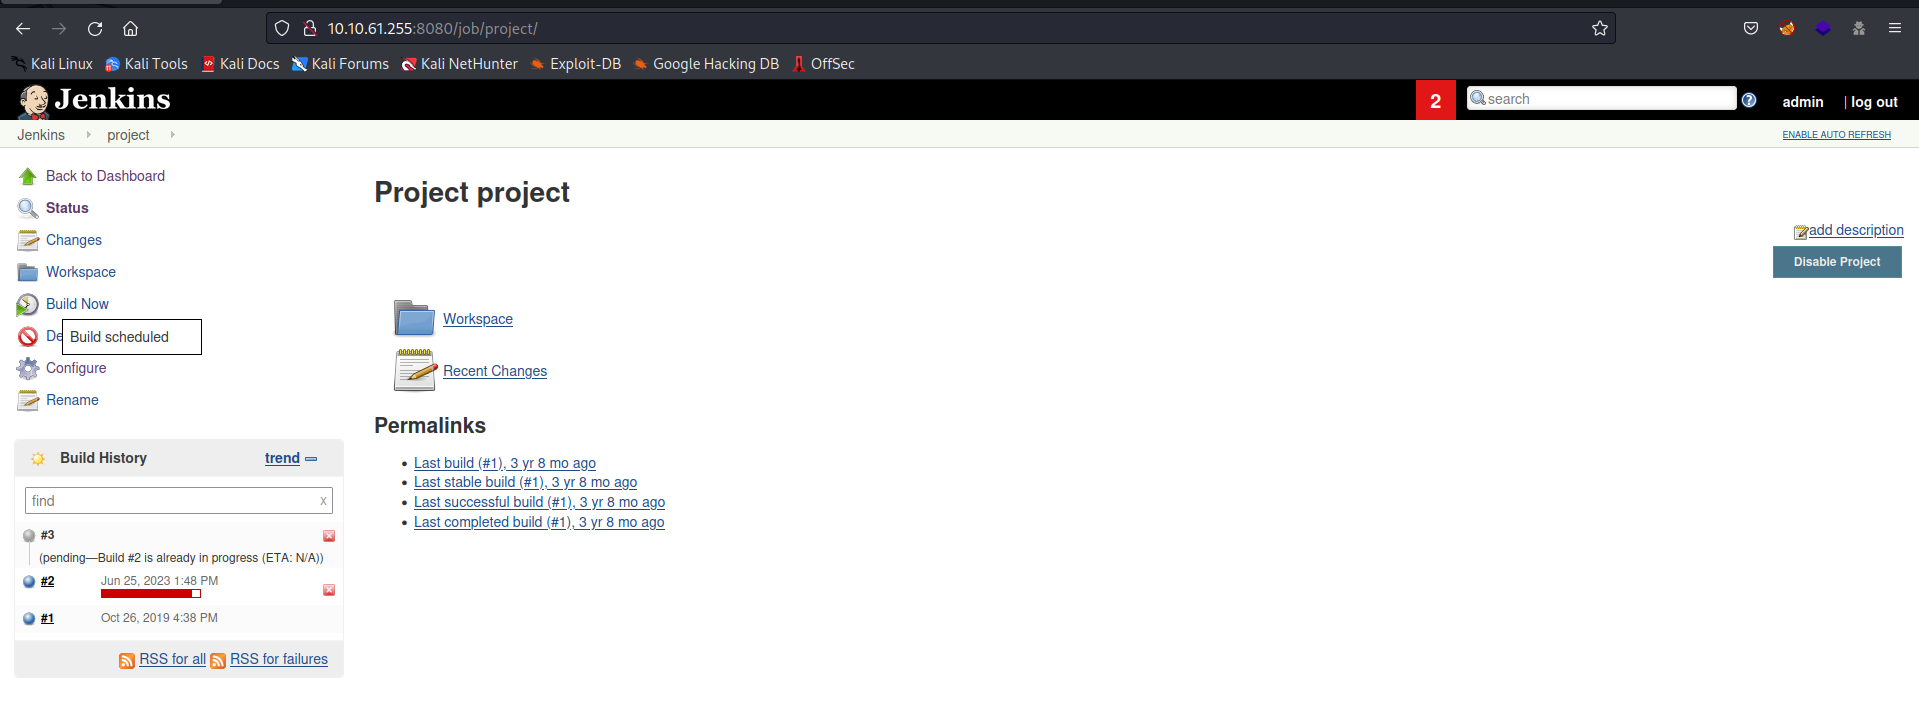 10.10.61.255:8080/job/project/
Kali Linux Kali Tools Kali Docs Kali Forums Kali NetHunter Exploit-DB Google Hacking DB OffSec
Jenkins 2 search admin | log out
Jenkins project ENABLE AUTO REFRESH
Back to Dashboard
Status
Changes
Workspace
Build Now
De
Build scheduled
Configure
Rename
Project project
add description
Disable Project
Workspace
Recent Changes
Permalinks
Last build (#1), 3 yr 8 mo ago
Last stable build (#1), 3 yr 8 mo ago
Last successful build (#1), 3 yr 8 mo ago
Last completed build (#1), 3 yr 8 mo ago
Build History trend
find x
#3
(pending—Build #2 is already in progress (ETA: N/A))
#2 Jun 25, 2023 1:48 PM
#1 Oct 26, 2019 4:38 PM
RSS for all RSS for failures